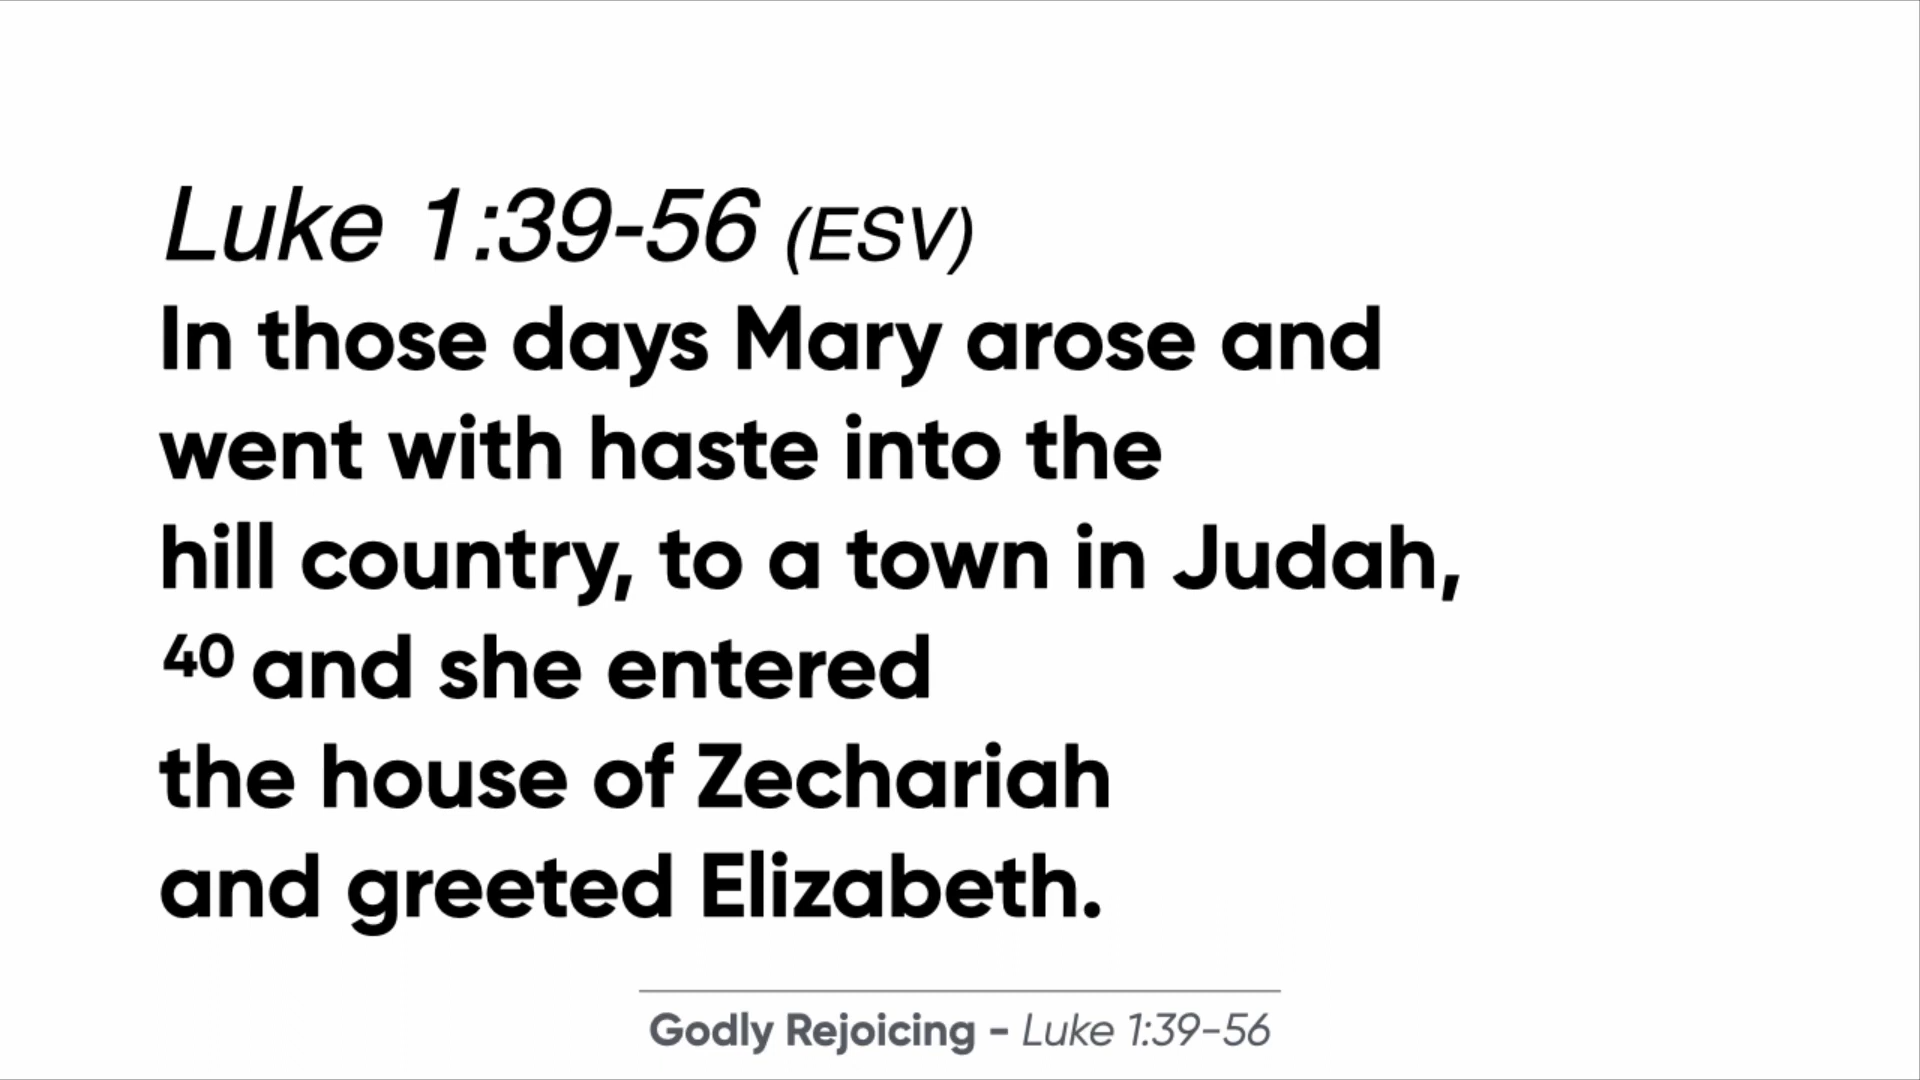 Luke 1:39-56 (ESV)
In those days Mary arose and
went with haste into the
hill country, to a town in Judah,
40 and she entered
the house of Zechariah
and greeted Elizabeth.
Godly Rejoicing - Luke 1:39-56